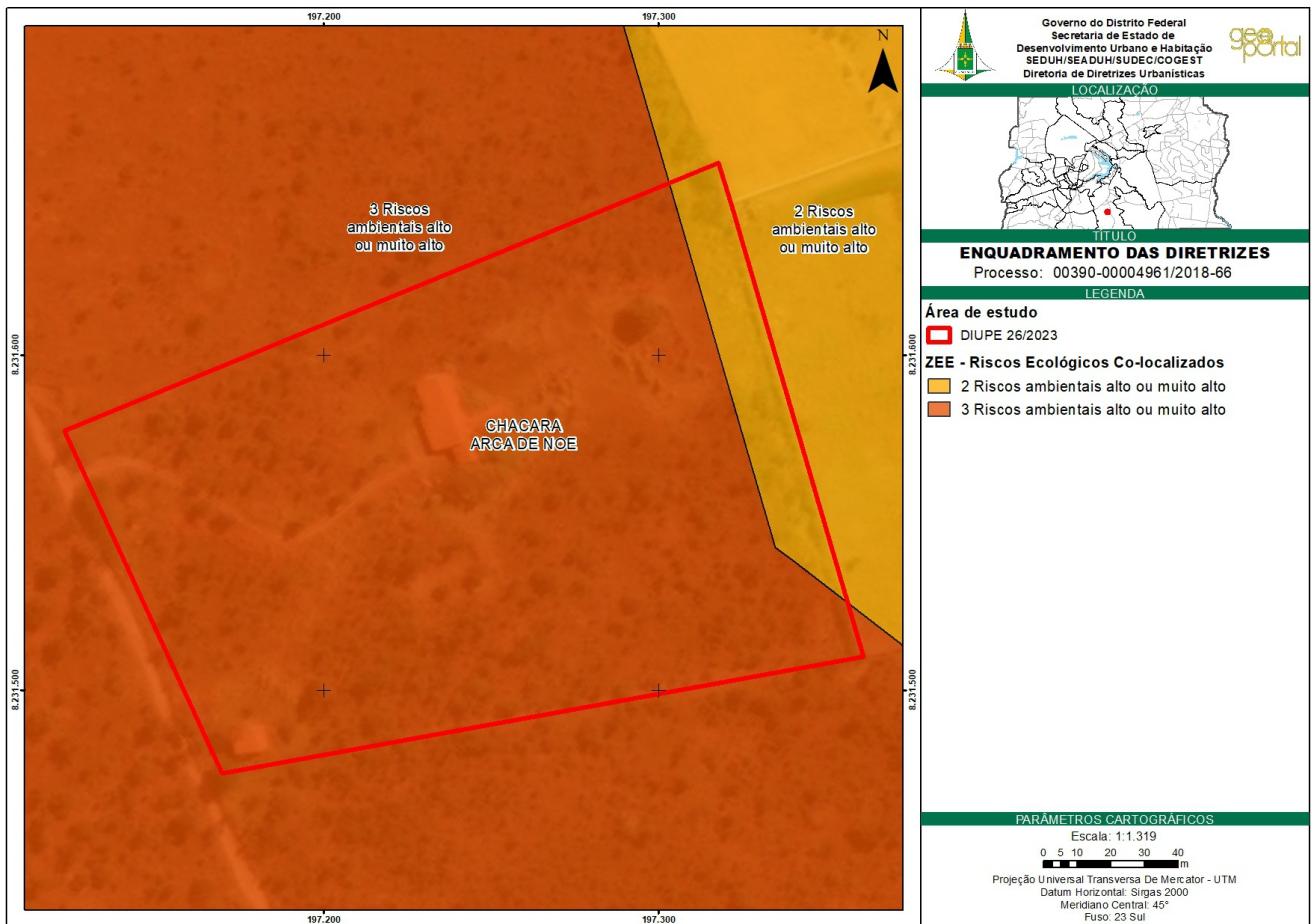 197.200
197.300
N
3 Riscos
ambientais alto
ou muito alto
2 Riscos
ambientais alto
ou muito alto
8.231.600
8.231.600
CHACARA
ARCA DE NOE
8.231.500
8.231.500
197.200
197.300
Governo do Distrito Federal
Secretaria de Estado de
Desenvolvimento Urbano e Habitação
SEDUH/SEADUH/SUDEC/COGEST
Diretoria de Diretrizes Urbanísticas
geo
portal
LOCALIZAÇÃO
TÍTULO
ENQUADRAMENTO DAS DIRETRIZES
Processo: 00390-00004961/2018-66
LEGENDA
Área de estudo
DIUPE 26/2023
ZEE - Riscos Ecológicos Co-localizados
2 Riscos ambientais alto ou muito alto
3 Riscos ambientais alto ou muito alto
PARÂMETROS CARTOGRÁFICOS
Escala: 1:1.319
0 5 10 20 30 40
m
Projeção Universal Transversa De Mercator - UTM
Datum Horizontal: Sirgas 2000
Meridiano Central: 45°
Fuso: 23 Sul